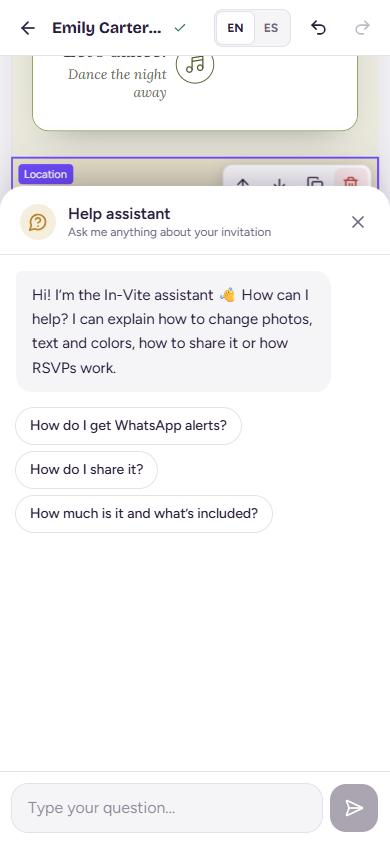 Emily Carter...
EN
ES
Dance the night
away
Location
Help assistant
Ask me anything about your invitation
Hi! I'm the In-Vite assistant 👋 How can I
help? I can explain how to change photos,
text and colors, how to share it or how
RSVPs work.
How do I get WhatsApp alerts?
How do I share it?
How much is it and what's included?
Type your question...